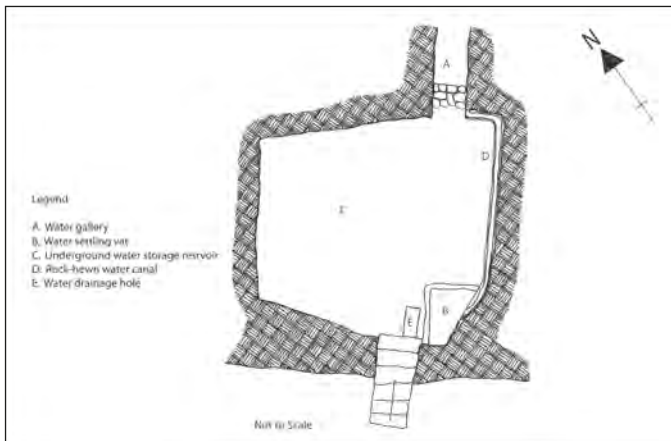 N
A
D
C
Legend
A. Water gallery
B. Water settling vat
C. Underground water storage resrvoir
D. Rock-hewn water canal
E. Water drainage hole
B
E
Not to Scale